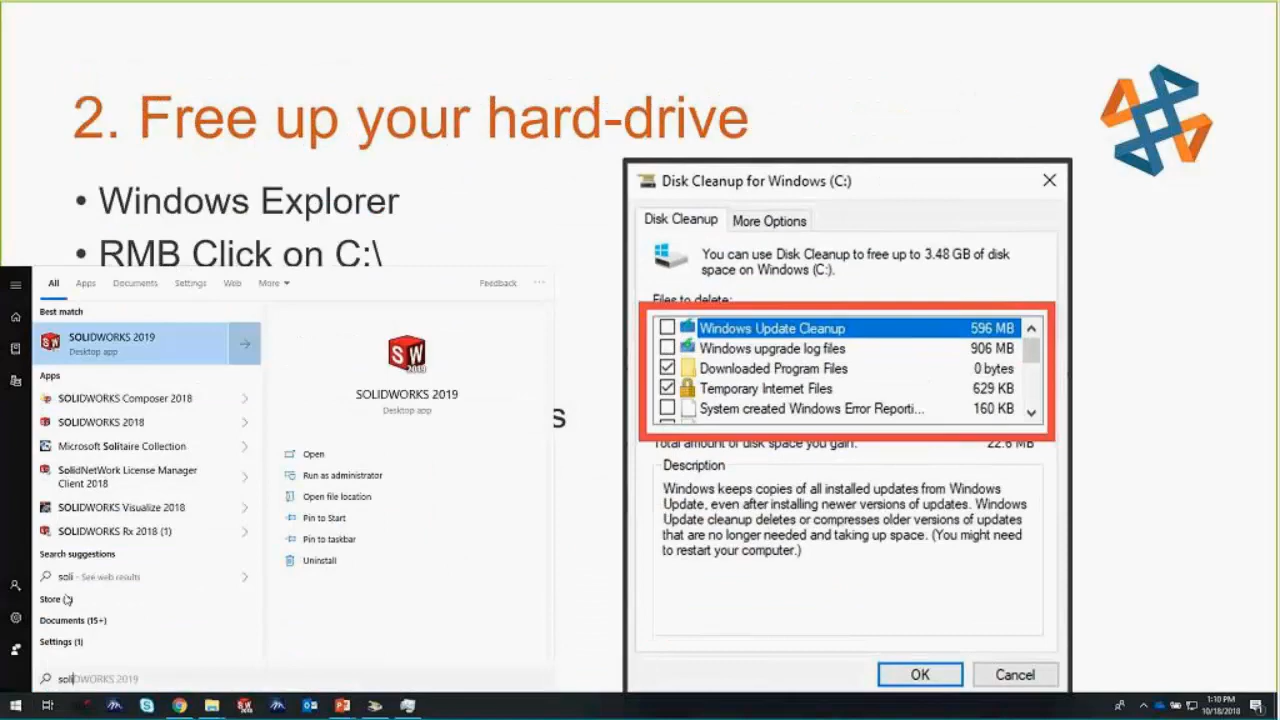 2. Free up your hard-drive
• Windows Explorer
• RMB Click on C:\
s
All Apps Documents Settings Web More Feedback ...
Best match
SOLIDWORKS 2019
Desktop app
Apps
SOLIDWORKS Composer 2018
SOLIDWORKS 2018
Microsoft Solitaire Collection
SolidNetWork License Manager
Client 2018
SOLIDWORKS Visualize 2018
SOLIDWORKS Rx 2018 (1)
Search suggestions
soli - See web results
Store
Documents (15+)
Settings (1)
soliDWORKS 2019
SW
2019
SOLIDWORKS 2019
Desktop app
Open
Run as administrator
Open file location
Pin to Start
Pin to taskbar
Uninstall
Disk Cleanup for Windows (C:)
Disk Cleanup More Options
You can use Disk Cleanup to free up to 3.48 GB of disk
space on Windows (C:).
Files to delete:
Windows Update Cleanup 596 MB
Windows upgrade log files 906 MB
Downloaded Program Files 0 bytes
Temporary Internet Files 629 KB
System created Windows Error Reporti... 160 KB
Total amount of disk space you gain: 22.6 MB
Description
Windows keeps copies of all installed updates from Windows
Update, even after installing newer versions of updates. Windows
Update cleanup deletes or compresses older versions of updates
that are no longer needed and taking up space. (You might need
to restart your computer.)
OK Cancel
1:10 PM
10/18/2018